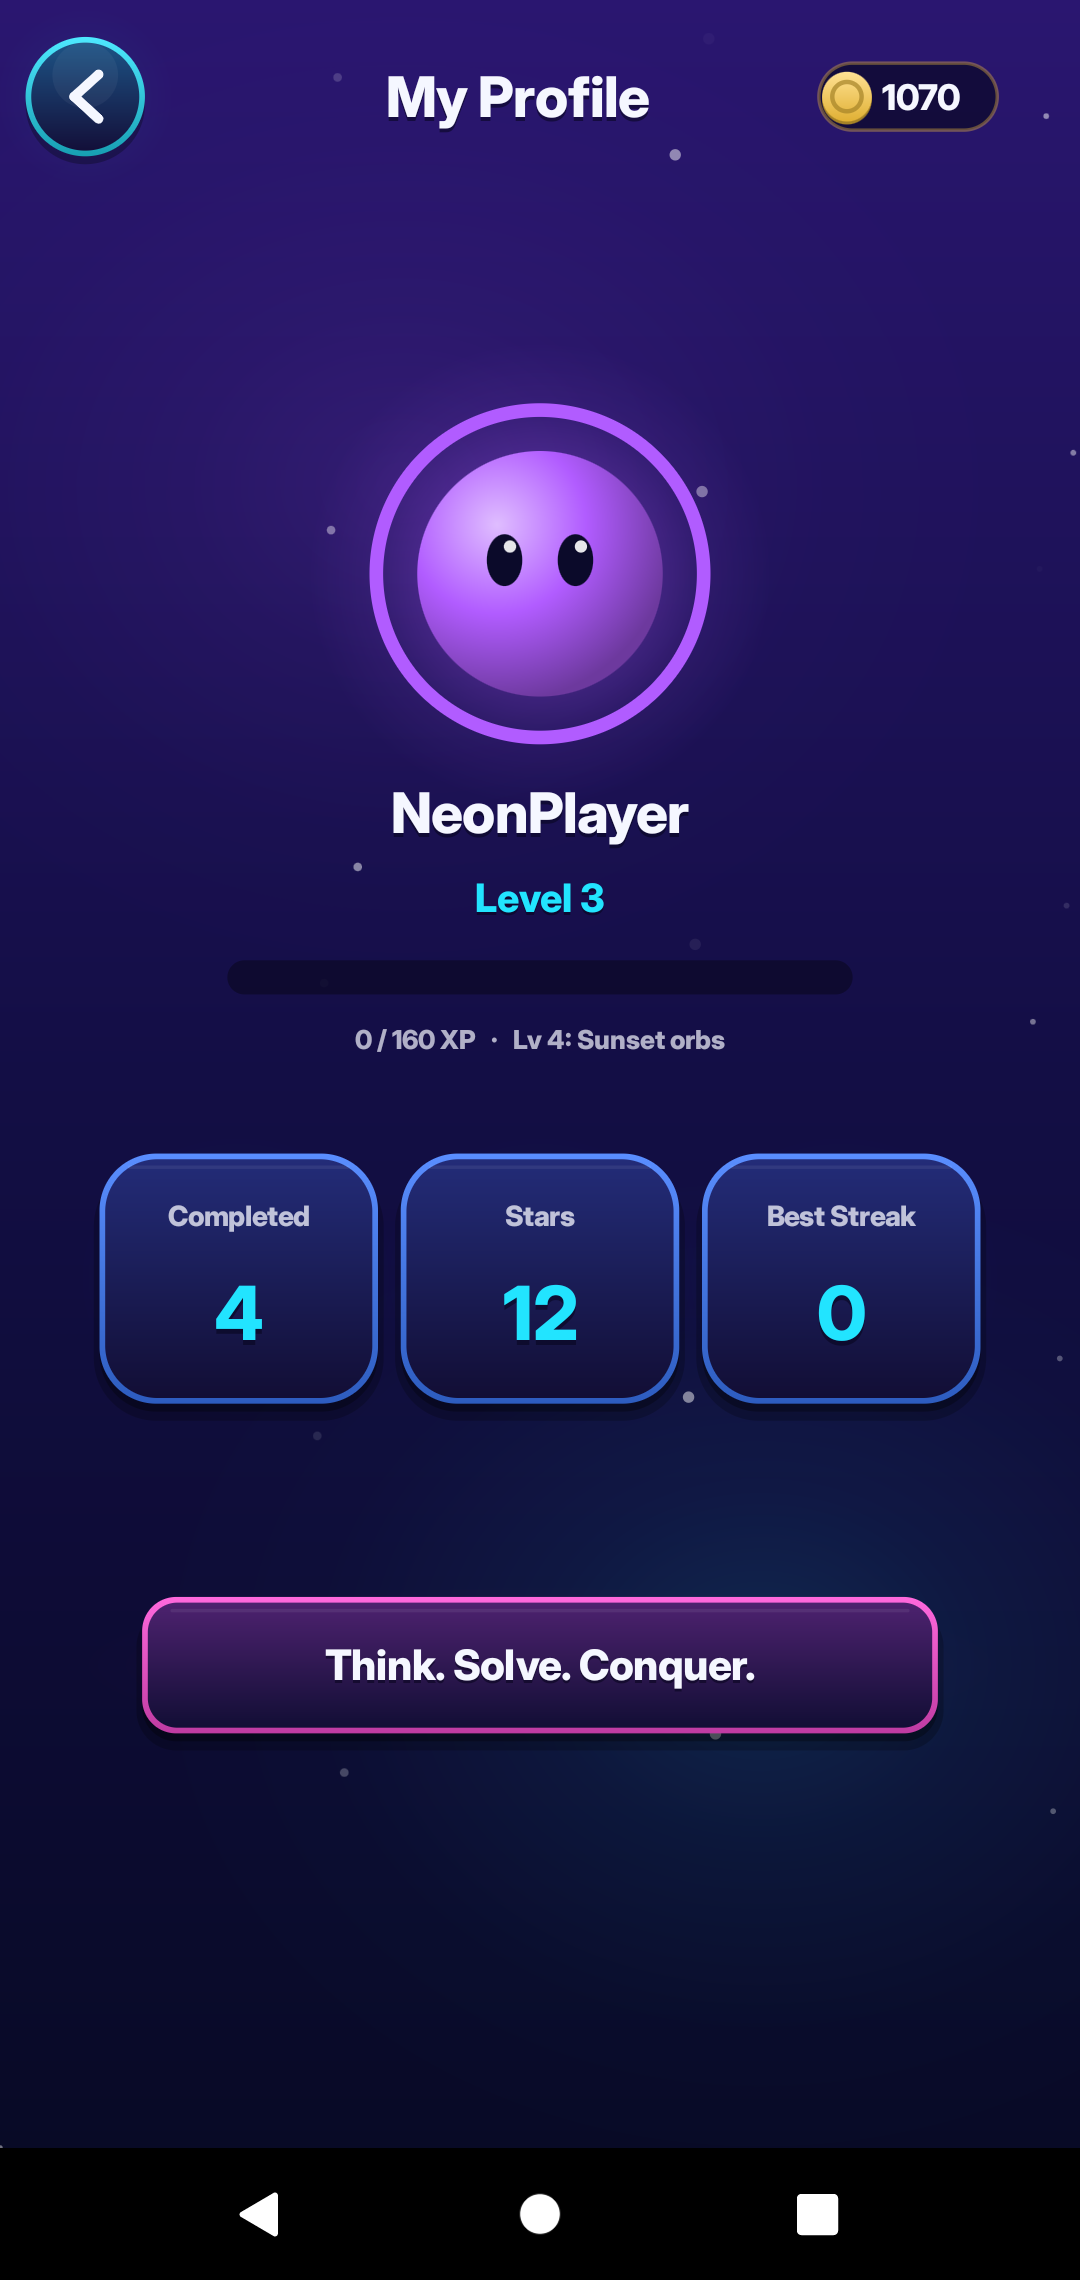 My Profile
1070
NeonPlayer
Level 3
0 / 160 XP · Lv 4: Sunset orbs
Completed
4
Stars
12
Best Streak
0
Think. Solve. Conquer.